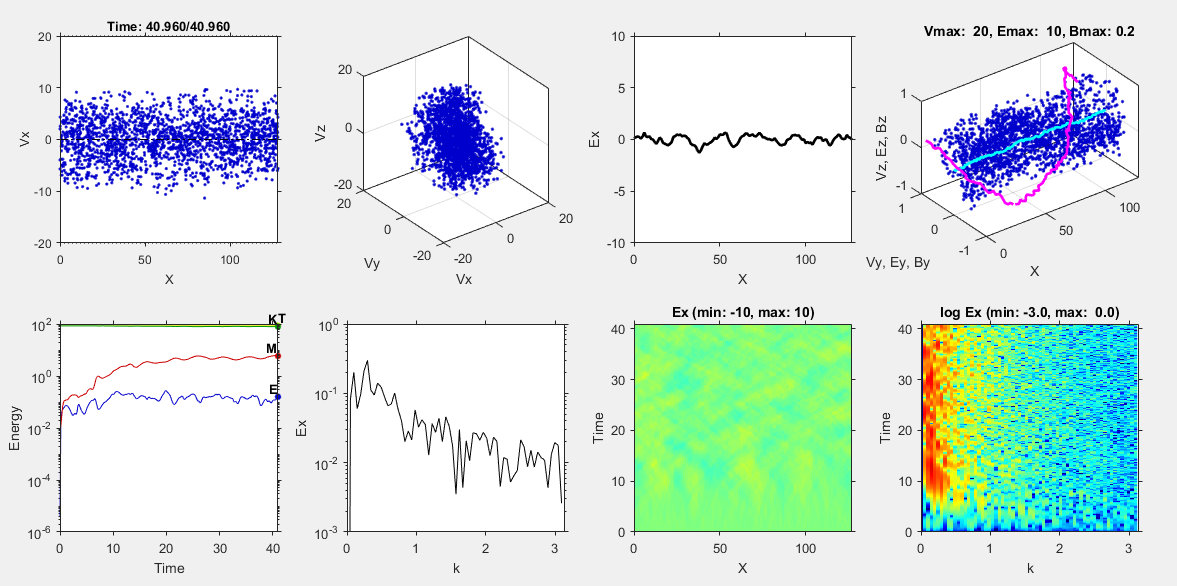 Time: 40.960/40.960
20
10
0
-10
-20
Vx
0
50
100
X
20
0
-20
Vz
20
0
-20
Vy
-20
0
20
Vx
10
5
0
-5
-10
Ex
0
50
100
X
Vmax: 20, Emax: 10, Bmax: 0.2
1
0
-1
Vz, Ez, Bz
1
0
-1
Vy, Ey, By
0
50
100
X
10^2
10^0
10^-2
10^-4
10^-6
Energy
KT
M
E
0
10
20
30
40
Time
10^0
10^-1
10^-2
10^-3
Ex
0
1
2
3
k
Ex (min: -10, max: 10)
40
30
20
10
0
Time
0
50
100
X
log Ex (min: -3.0, max: 0.0)
40
30
20
10
0
Time
0
1
2
3
k